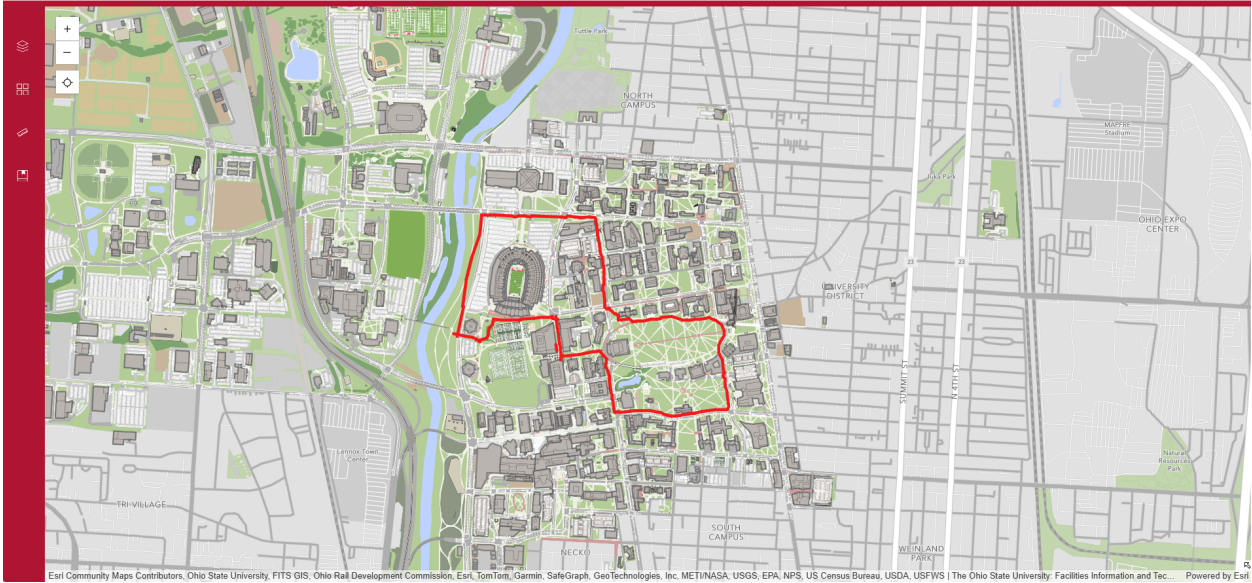 Tuttle Park
NORTH
CAMPUS
MAPFRE
Stadium
Iuka Park
OHIO EXPO
CENTER
23
23
UNIVERSITY
DISTRICT
SUMMIT ST
N 4TH ST
Lennox Town
Center
Natural
Resources
Park
TRI VILLAGE
SOUTH
CAMPUS
WEINLAND
PARK
NECKO
Esri Community Maps Contributors, Ohio State University, FITS GIS, Ohio Rail Development Commission, Esri, TomTom, Garmin, SafeGraph, GeoTechnologies, Inc, METI/NASA, USGS, EPA, NPS, US Census Bureau, USDA, USFWS | The Ohio State University: Facilities Information and Tec... Powered by Esri